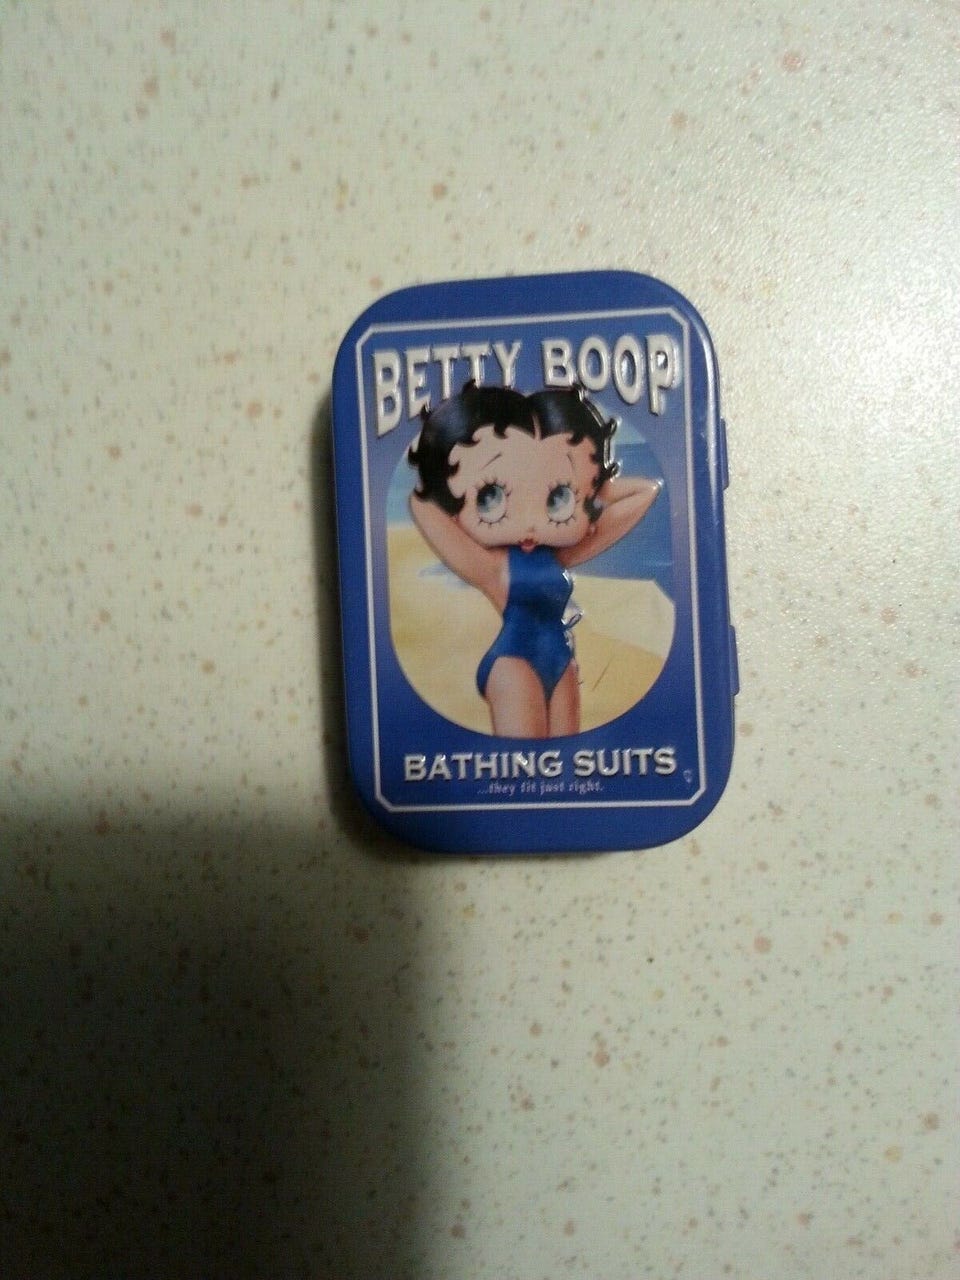 BETTY BOOP
BATHING SUITS
...they fit just right.